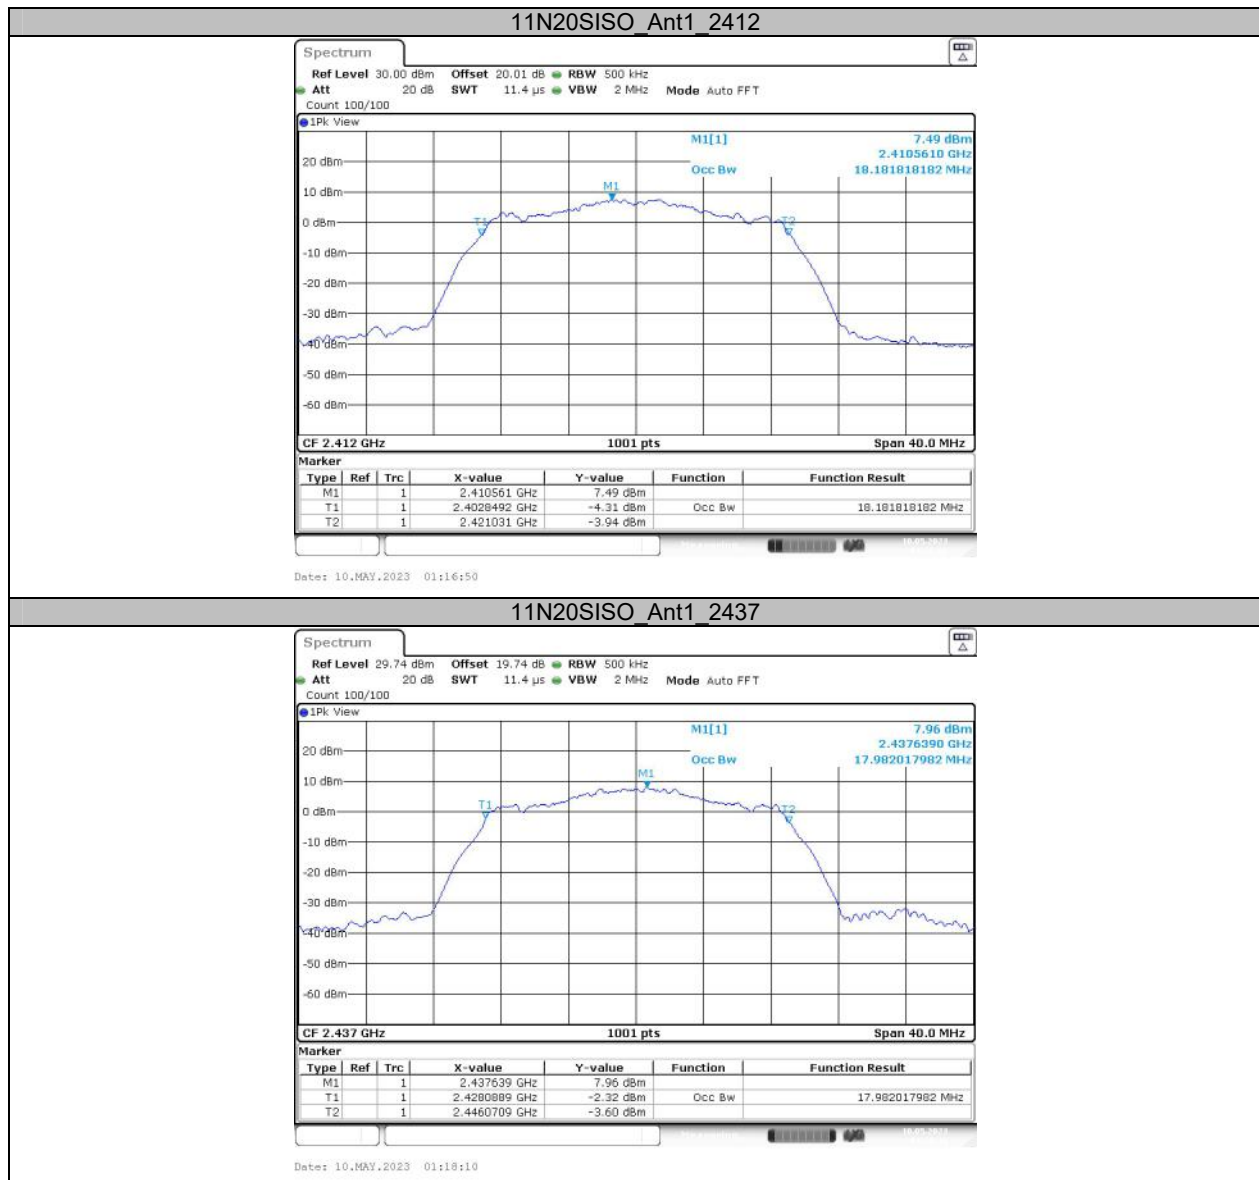 11N20SISO_Ant1_2412
Spectrum
Ref Level 30.00 dBm Offset 20.01 dB RBW 500 kHz
Att 20 dB SWT 11.4 µs VBW 2 MHz Mode Auto FFT
Count 100/100
1Pk View
M1[1] 7.49 dBm
2.4105610 GHz
Occ Bw 18.181818182 MHz
20 dBm
10 dBm
M1
0 dBm
T1
T2
-10 dBm
-20 dBm
-30 dBm
-40 dBm
-50 dBm
-60 dBm
CF 2.412 GHz 1001 pts Span 40.0 MHz
Marker
Type Ref Trc X-value Y-value Function Function Result
M1 1 2.410561 GHz 7.49 dBm
T1 1 2.4028492 GHz -4.31 dBm Occ Bw 18.181818182 MHz
T2 1 2.421031 GHz -3.94 dBm
Date: 10.MAY.2023 01:16:50
11N20SISO_Ant1_2437
Spectrum
Ref Level 29.74 dBm Offset 19.74 dB RBW 500 kHz
Att 20 dB SWT 11.4 µs VBW 2 MHz Mode Auto FFT
Count 100/100
1Pk View
M1[1] 7.96 dBm
2.4376390 GHz
Occ Bw 17.982017982 MHz
20 dBm
M1
10 dBm
T1
T2
0 dBm
-10 dBm
-20 dBm
-30 dBm
-40 dBm
-50 dBm
-60 dBm
CF 2.437 GHz 1001 pts Span 40.0 MHz
Marker
Type Ref Trc X-value Y-value Function Function Result
M1 1 2.437639 GHz 7.96 dBm
T1 1 2.4280889 GHz -2.32 dBm Occ Bw 17.982017982 MHz
T2 1 2.4460709 GHz -3.60 dBm
Date: 10.MAY.2023 01:18:10